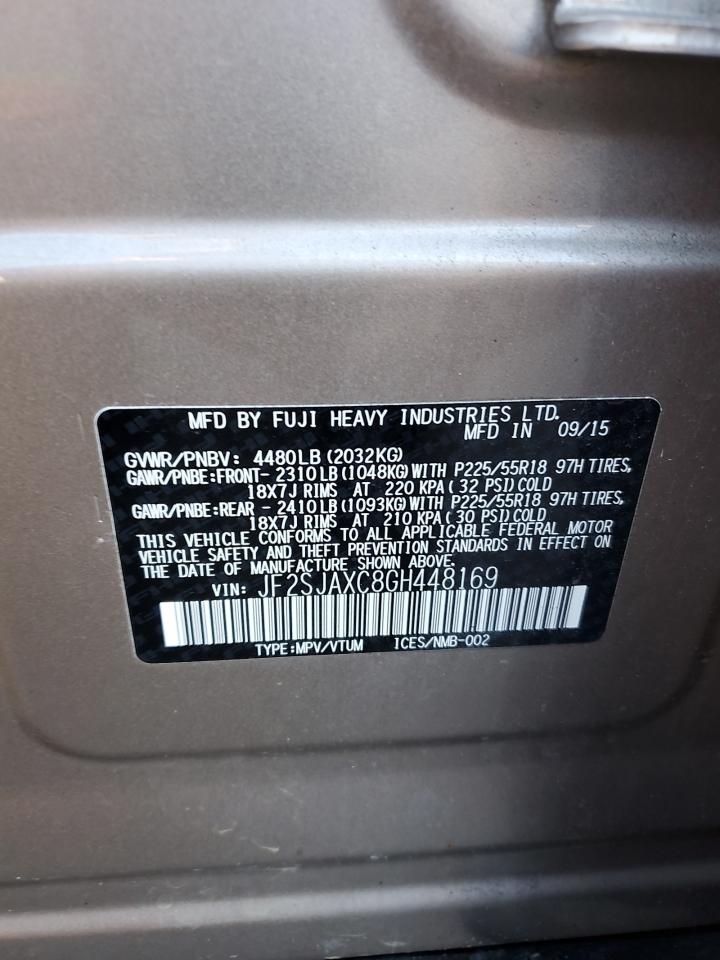 MFD BY FUJI HEAVY INDUSTRIES LTD.
MFD IN 09/15
GVWR/PNBV: 4480LB (2032KG)
GAWR/PNBE:FRONT- 2310LB (1048KG) WITH P225/55R18 97H TIRES,
18X7J RIMS AT 220 KPA ( 32 PSI) COLD
GAWR/PNBE:REAR - 2410LB (1093KG) WITH P225/55R18 97H TIRES,
18X7J RIMS AT 210 KPA ( 30 PSI) COLD
THIS VEHICLE CONFORMS TO ALL APPLICABLE FEDERAL MOTOR
VEHICLE SAFETY AND THEFT PREVENTION STANDARDS IN EFFECT ON
THE DATE OF MANUFACTURE SHOWN ABOVE.
VIN: JF2SJAXC8GH448169
TYPE:MPV/VTUM ICES/NMB-002